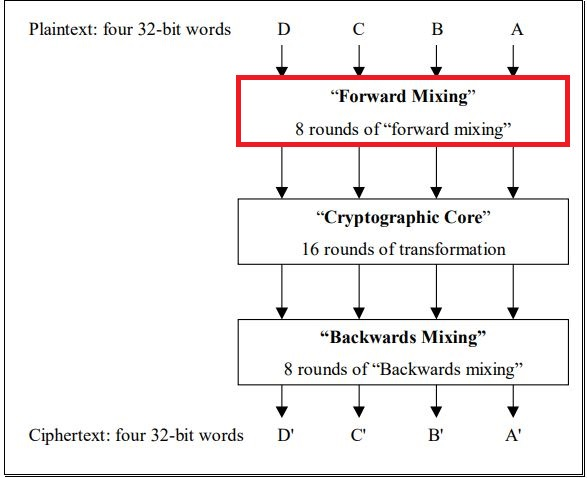 Plaintext: four 32-bit words D C B A
“Forward Mixing”
8 rounds of “forward mixing”
“Cryptographic Core”
16 rounds of transformation
“Backwards Mixing”
8 rounds of “Backwards mixing”
Ciphertext: four 32-bit words D' C' B' A'